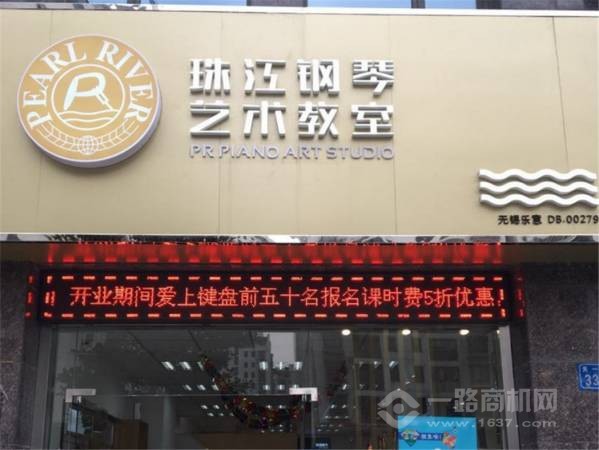 PEARL RIVER
珠江钢琴
艺术教室
PR PIANO ART STUDIO
无锡乐意 DB.00279
开业期间爱上键盘前五十名报名课时费5折优惠
33
一路商机网
www.1637.com